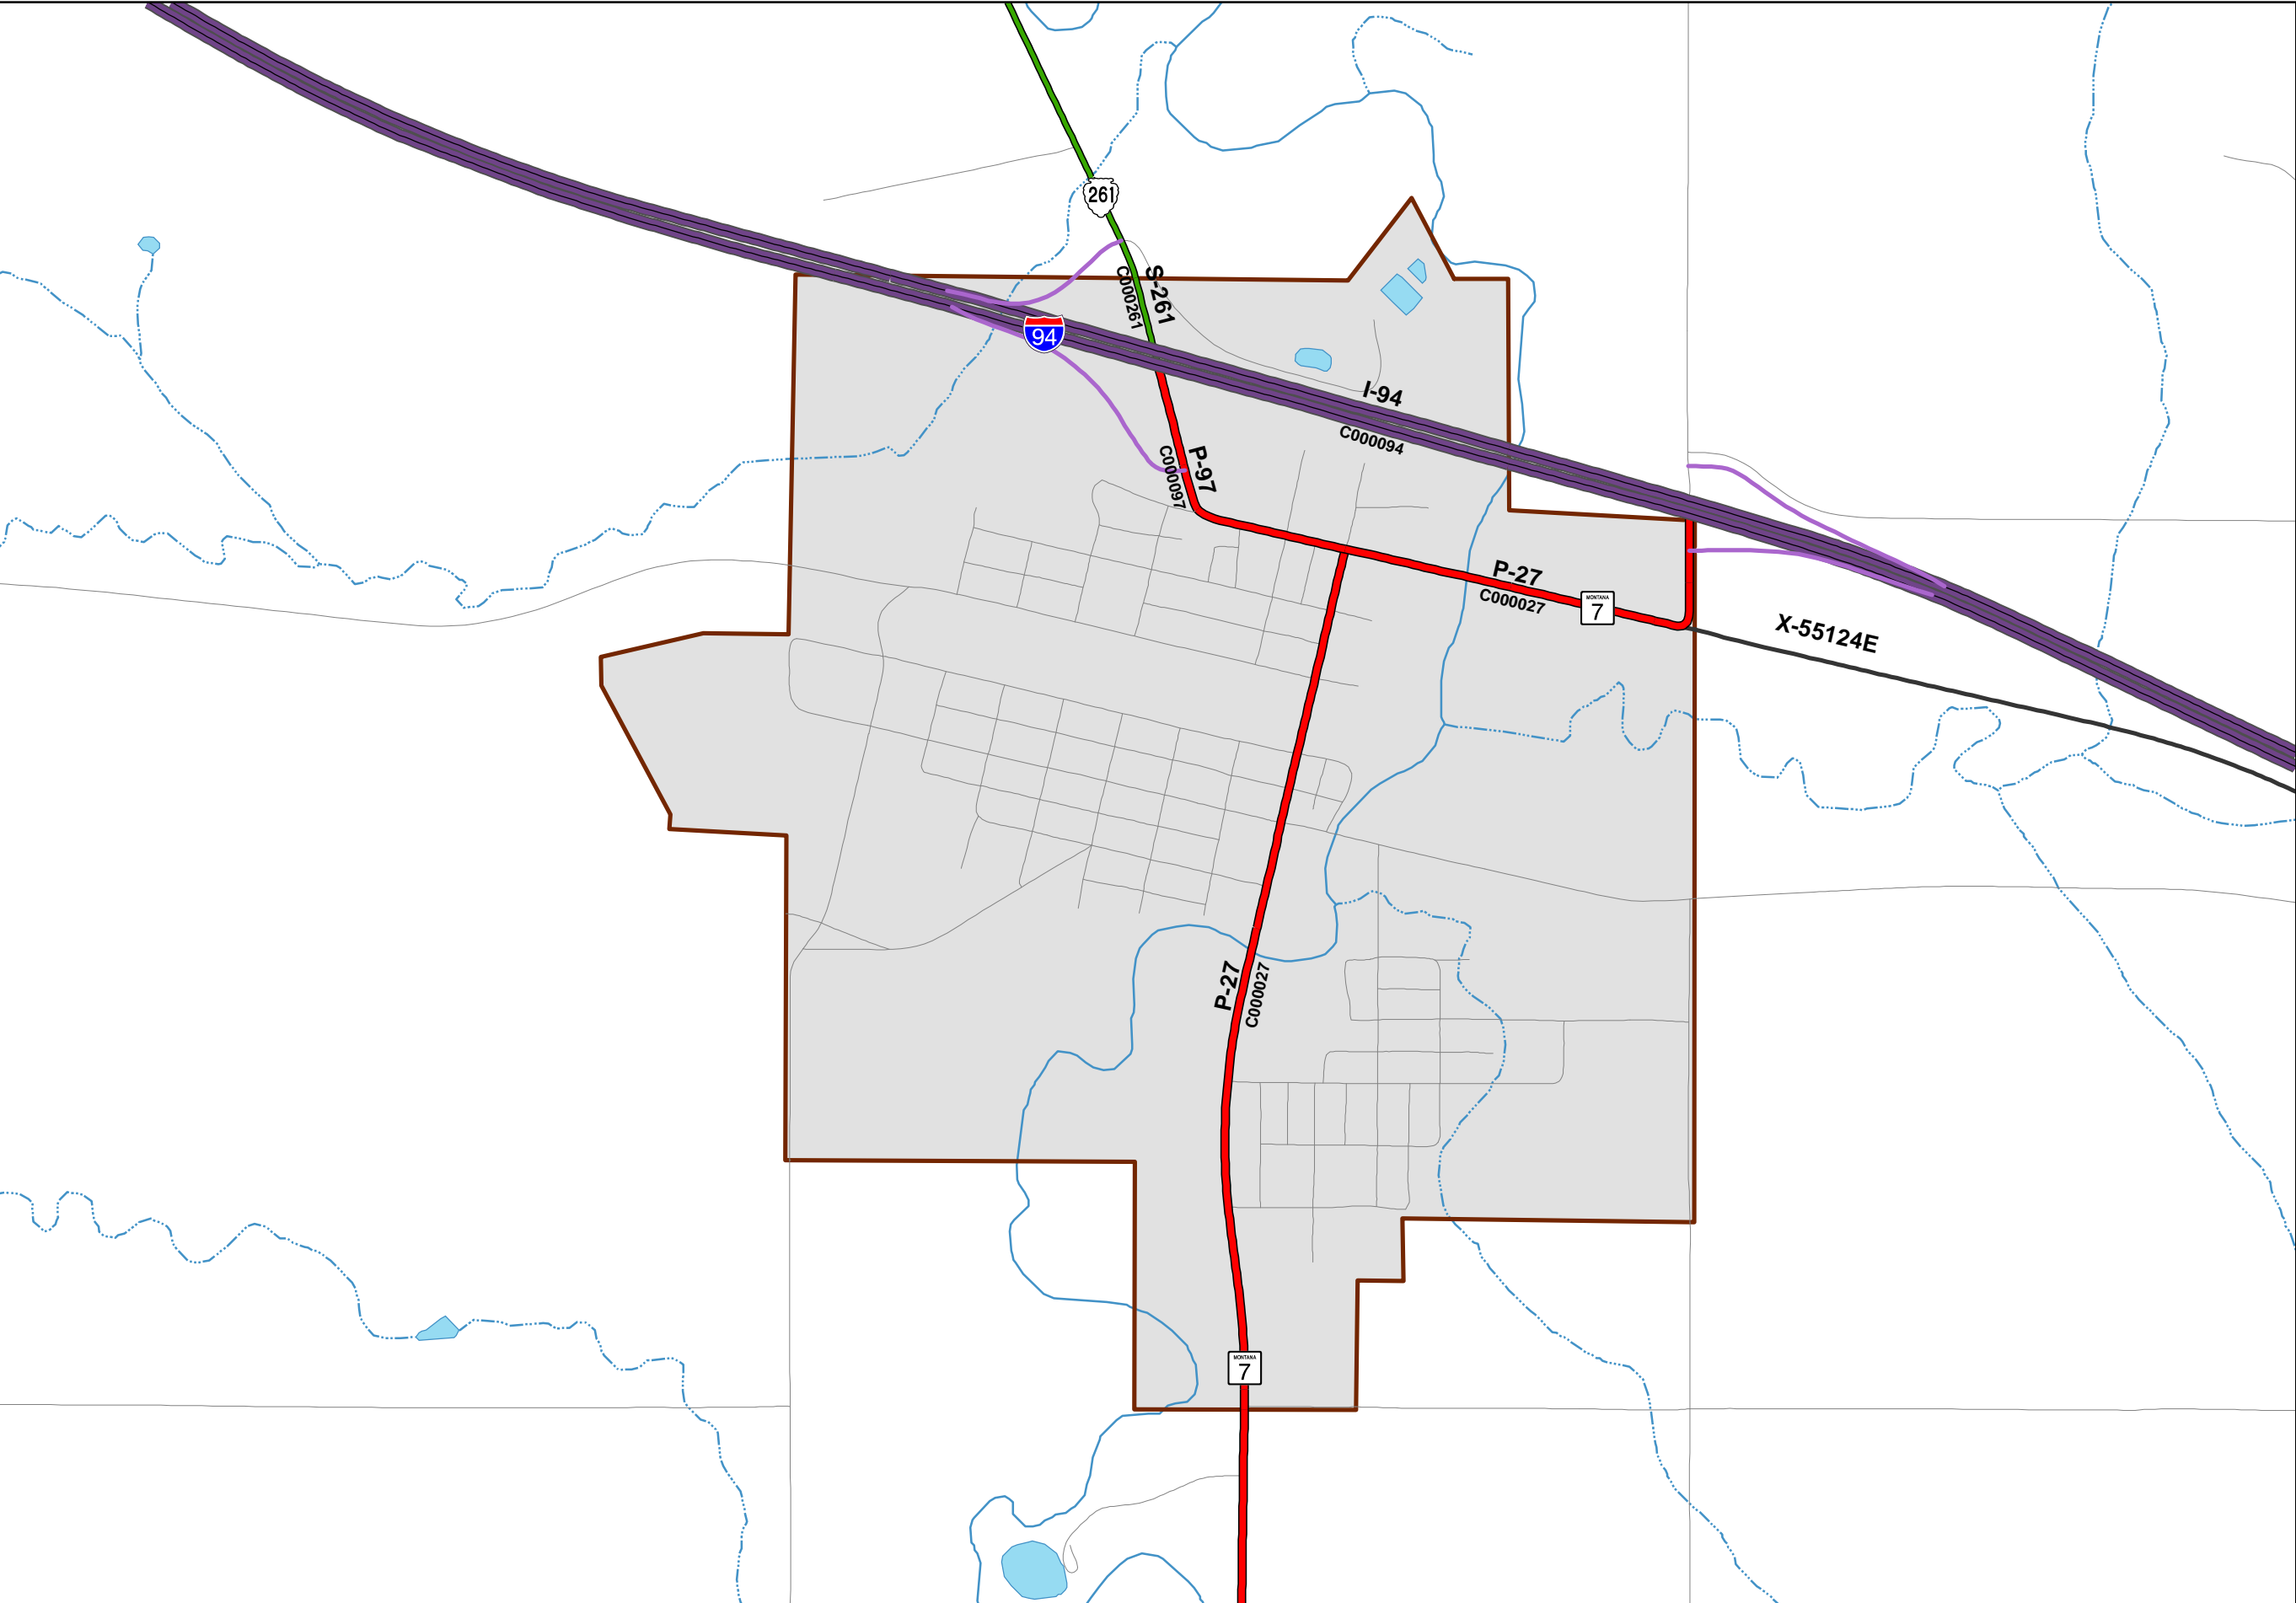 261
S-261
C000261
94
I-94
C000094
P-97
C000097
P-27
C000027
MONTANA
7
X-55124E
P-27
C000027
MONTANA
7